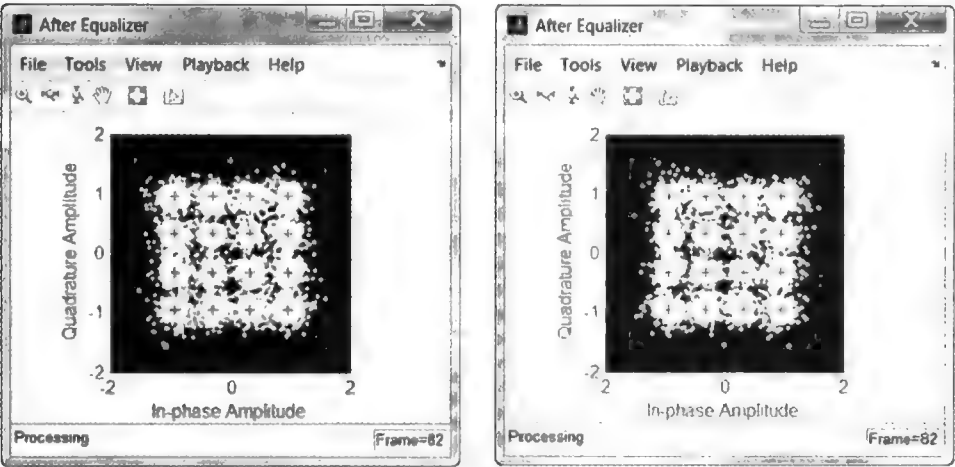 After Equalizer
File Tools View Playback Help
2
1
0
-1
-2
Quadrature Amplitude
-2 0 2
In-phase Amplitude
Processing Frame=82
After Equalizer
File Tools View Playback Help
2
1
0
-1
-2
Quadrature Amplitude
-2 0 2
In-phase Amplitude
Processing Frame=82